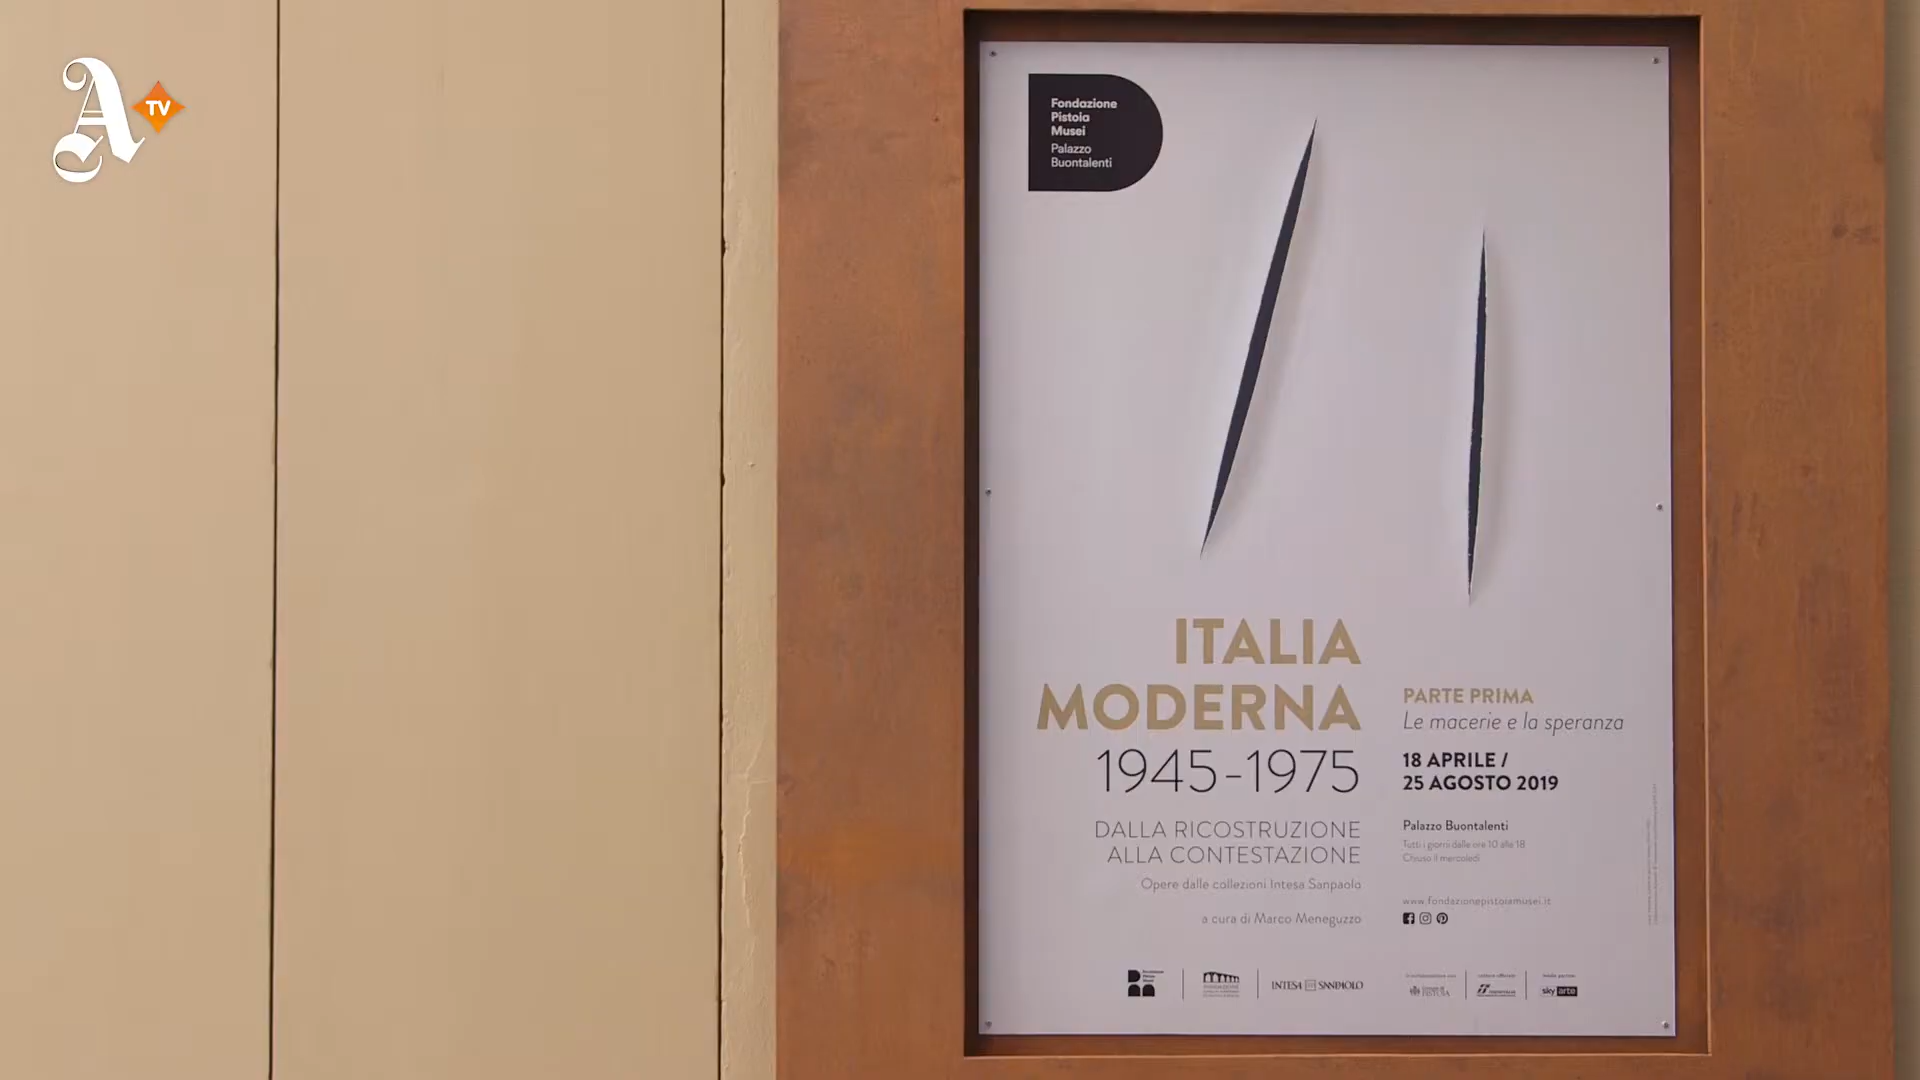 A
TV
Fondazione
Pistoia
Musei
Palazzo
Buontalenti
ITALIA
MODERNA
1945-1975
DALLA RICOSTRUZIONE
ALLA CONTESTAZIONE
Opere dalle collezioni Intesa Sanpaolo
a cura di Marco Meneguzzo
PARTE PRIMA
Le macerie e la speranza
18 APRILE /
25 AGOSTO 2019
Palazzo Buontalenti
Tutti i giorni dalle ore 10 alle 18
Chiuso il mercoledì
www.fondazionepistoiamusei.it
INTESA SANPAOLO
sky arte